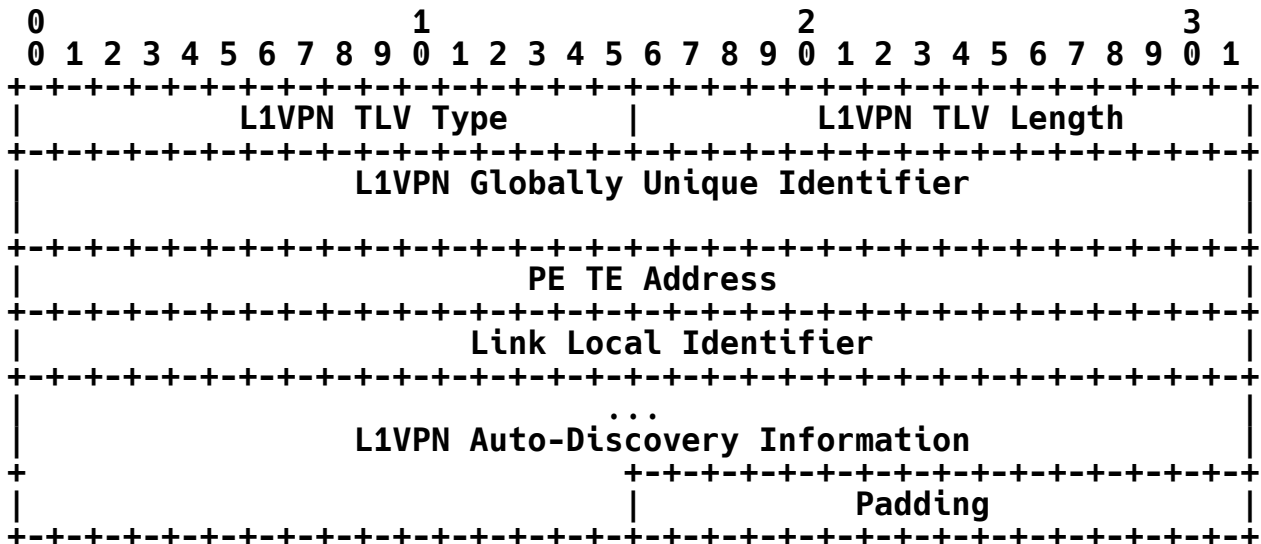 0                   1                   2                   3
 0 1 2 3 4 5 6 7 8 9 0 1 2 3 4 5 6 7 8 9 0 1 2 3 4 5 6 7 8 9 0 1
+-+-+-+-+-+-+-+-+-+-+-+-+-+-+-+-+-+-+-+-+-+-+-+-+-+-+-+-+-+-+-+-+
|           L1VPN TLV Type      |         L1VPN TLV Length      |
+-+-+-+-+-+-+-+-+-+-+-+-+-+-+-+-+-+-+-+-+-+-+-+-+-+-+-+-+-+-+-+-+
|                 L1VPN Globally Unique Identifier              |
|                                                               |
+-+-+-+-+-+-+-+-+-+-+-+-+-+-+-+-+-+-+-+-+-+-+-+-+-+-+-+-+-+-+-+-+
|                          PE TE Address                        |
+-+-+-+-+-+-+-+-+-+-+-+-+-+-+-+-+-+-+-+-+-+-+-+-+-+-+-+-+-+-+-+-+
|                       Link Local Identifier                   |
+-+-+-+-+-+-+-+-+-+-+-+-+-+-+-+-+-+-+-+-+-+-+-+-+-+-+-+-+-+-+-+-+
|                              ...                              |
|                 L1VPN Auto-Discovery Information              |
+                               +-+-+-+-+-+-+-+-+-+-+-+-+-+-+-+-+
|                               |           Padding             |
+-+-+-+-+-+-+-+-+-+-+-+-+-+-+-+-+-+-+-+-+-+-+-+-+-+-+-+-+-+-+-+-+